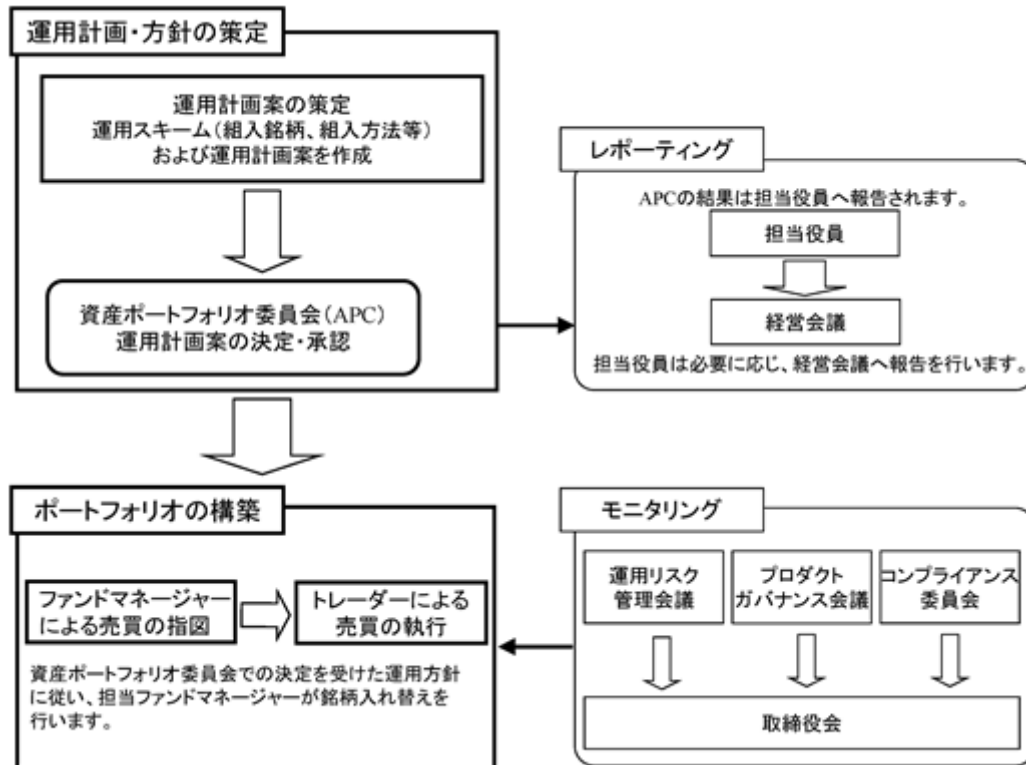 運用計画・方針の策定
運用計画案の策定
運用スキーム（組入銘柄、組入方法等）
および運用計画案を作成
資産ポートフォリオ委員会（APC）
運用計画案の決定・承認
レポーティング
APCの結果は担当役員へ報告されます。
担当役員
経営会議
担当役員は必要に応じ、経営会議へ報告を行います。
ポートフォリオの構築
ファンドマネージャー
による売買の指図
トレーダーによる
売買の執行
資産ポートフォリオ委員会での決定を受けた運用方針
に従い、担当ファンドマネージャーが銘柄入れ替えを
行います。
モニタリング
運用リスク
管理会議
プロダクト
ガバナンス会議
コンプライアンス
委員会
取締役会